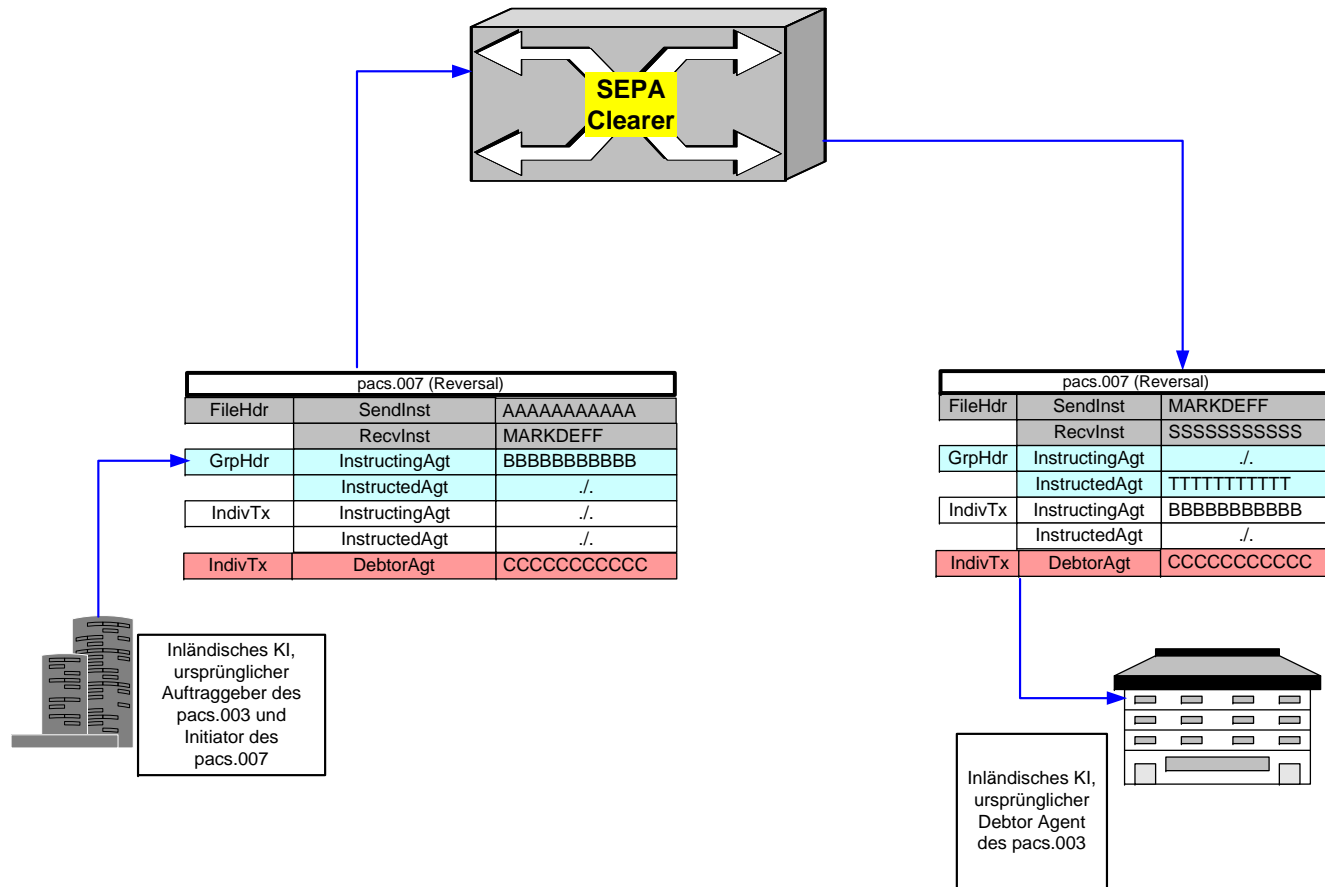 SEPA
Clearer
pacs.007 (Reversal)
FileHdr SendInst AAAAAAAAAAA
RecvInst MARKDEFF
GrpHdr InstructingAgt BBBBBBBBBBB
InstructedAgt ./.
IndivTx InstructingAgt ./.
InstructedAgt ./.
IndivTx DebtorAgt CCCCCCCCCCC
pacs.007 (Reversal)
FileHdr SendInst MARKDEFF
RecvInst SSSSSSSSSSS
GrpHdr InstructingAgt ./.
InstructedAgt TTTTTTTTTTT
IndivTx InstructingAgt BBBBBBBBBBB
InstructedAgt ./.
IndivTx DebtorAgt CCCCCCCCCCC
Inländisches KI,
ursprünglicher
Auftraggeber des
pacs.003 und
Initiator des
pacs.007
Inländisches KI,
ursprünglicher
Debtor Agent
des pacs.003